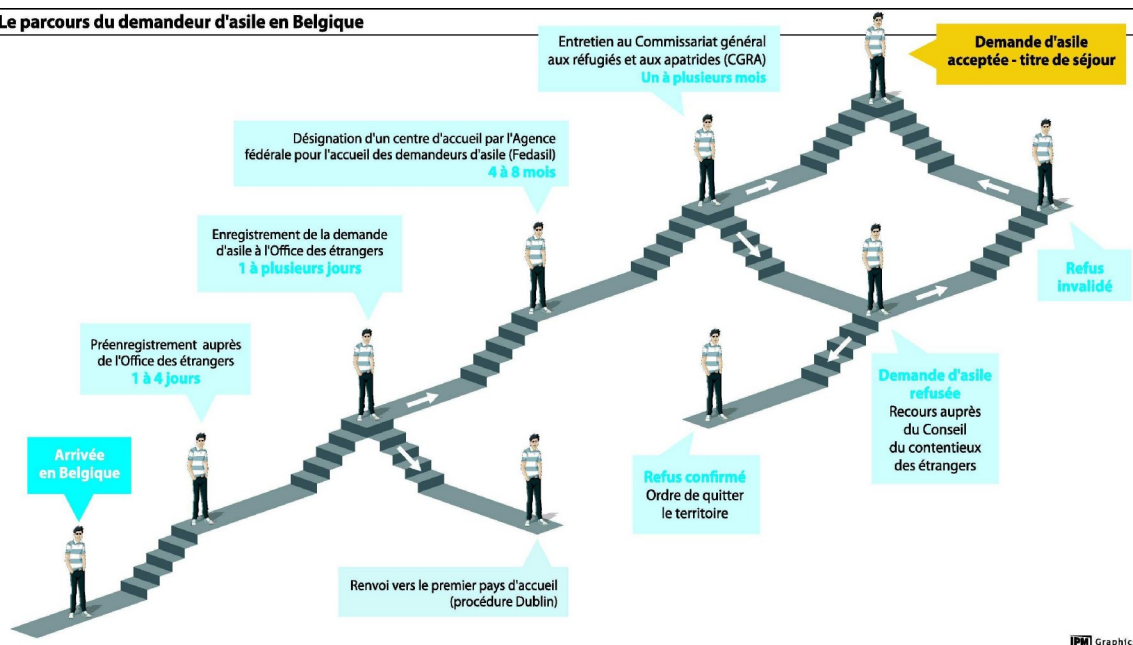 Le parcours du demandeur d'asile en Belgique
Arrivée
en Belgique
Préenregistrement auprès
de l'Office des étrangers
1 à 4 jours
Enregistrement de la demande
d'asile à l'Office des étrangers
1 à plusieurs jours
Renvoi vers le premier pays d'accueil
(procédure Dublin)
Désignation d'un centre d'accueil par l'Agence
fédérale pour l'accueil des demandeurs d'asile (Fedasil)
4 à 8 mois
Entretien au Commissariat général
aux réfugiés et aux apatrides (CGRA)
Un à plusieurs mois
Demande d'asile
acceptée - titre de séjour
Demande d'asile
refusée
Recours auprès
du Conseil
du contentieux
des étrangers
Refus
invalidé
Refus confirmé
Ordre de quitter
le territoire
IPM Graphics